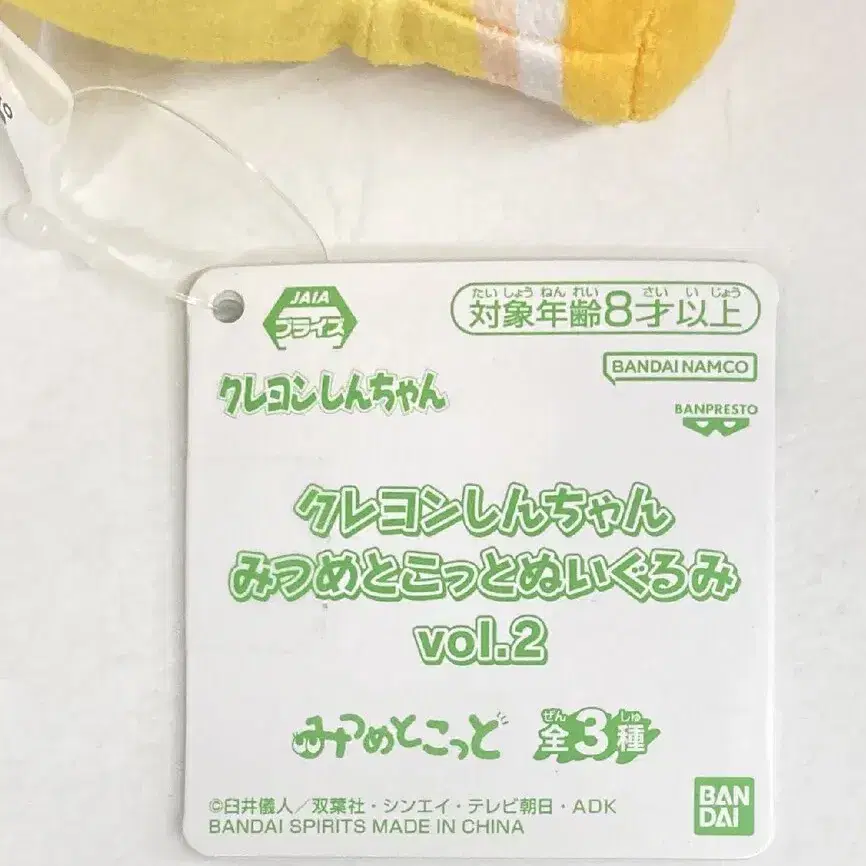 JAIA
プライズ
たいしょうねんれい さいいじょう
対象年齢8才以上
BANDAI NAMCO
クレヨンしんちゃん
BANPRESTO
クレヨンしんちゃん
みつめとこっとぬいぐるみ
vol.2
みつめとこっと
ぜん しゅ
全3種
©臼井儀人／双葉社・シンエイ・テレビ朝日・ADK
BANDAI SPIRITS MADE IN CHINA
BAN
DAI